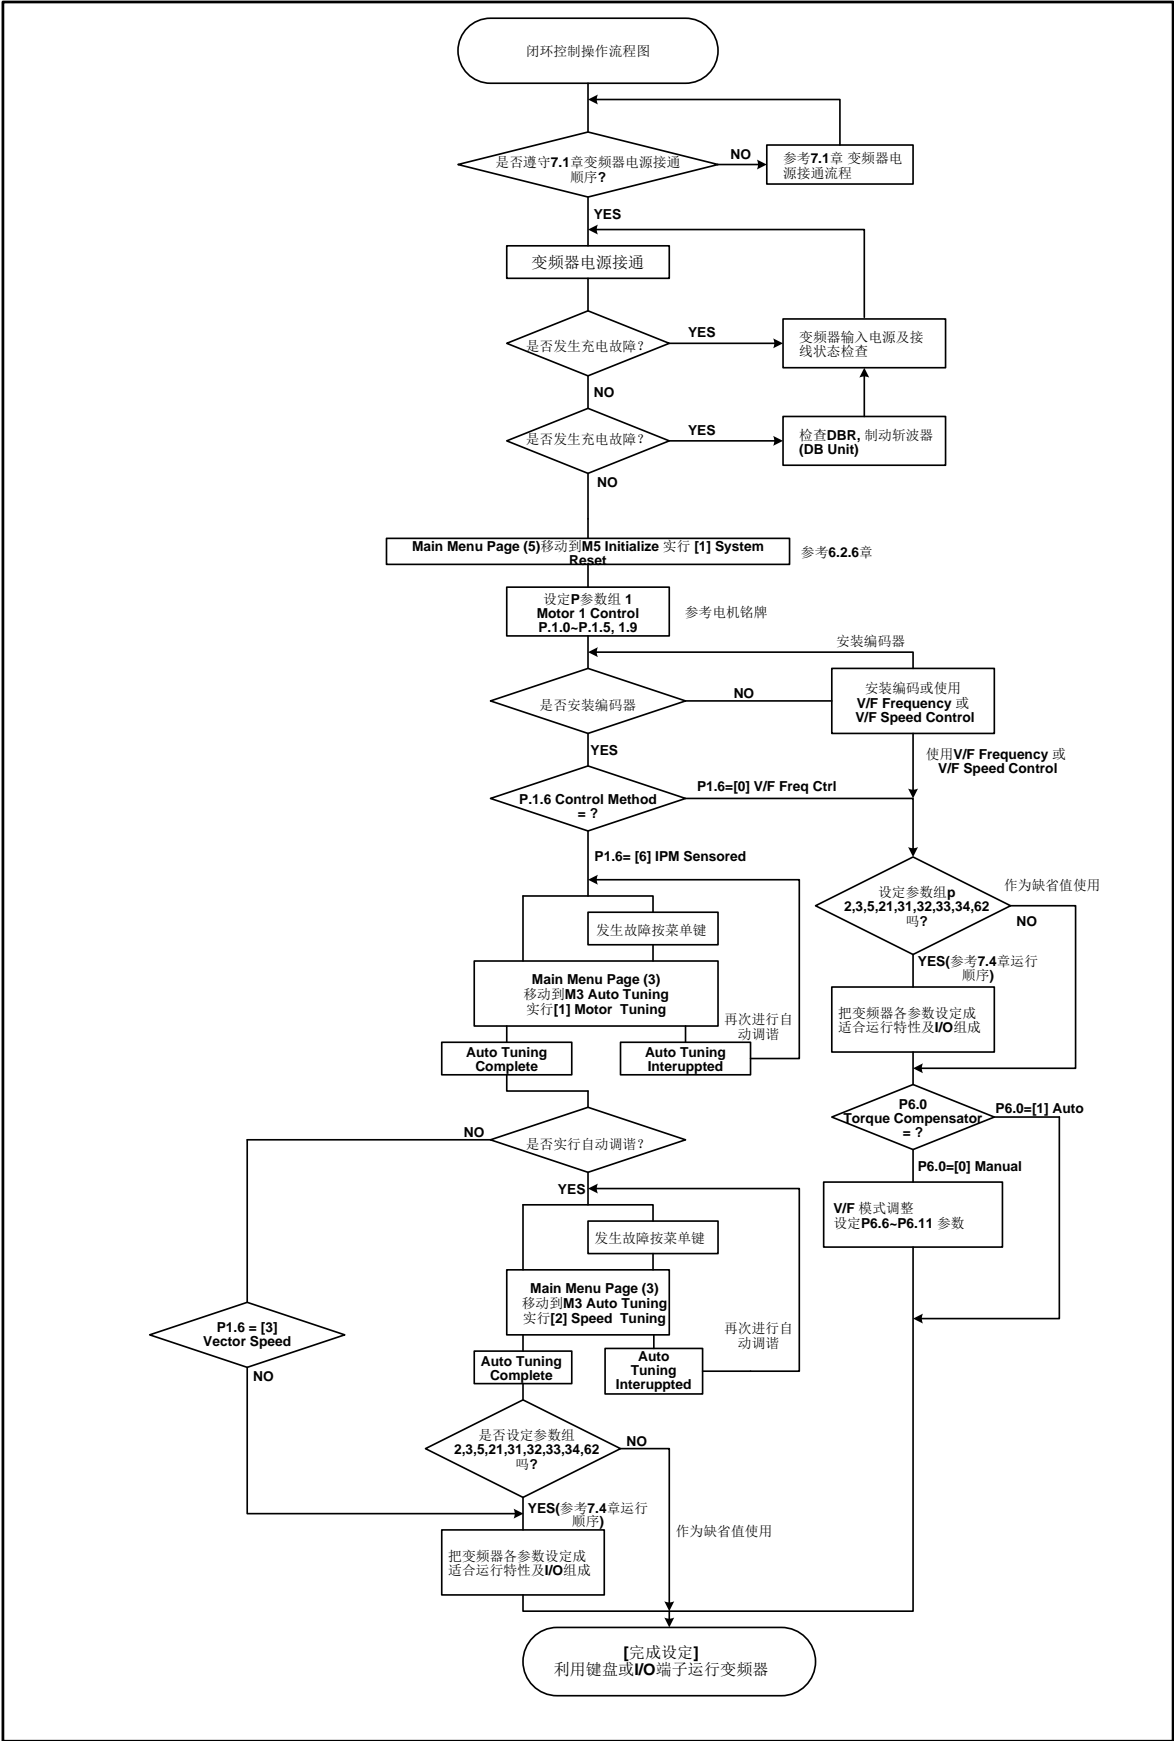 闭环控制操作流程图
是否遵守7.1章变频器电源接通
顺序?
NO
参考7.1章 变频器电
源接通流程
YES
变频器电源接通
是否发生充电故障?
YES
变频器输入电源及接
线状态检查
NO
是否发生充电故障?
YES
检查DBR, 制动斩波器
(DB Unit)
NO
Main Menu Page (5)移动到M5 Initialize 实行 [1] System
Reset
参考6.2.6章
设定P参数组 1
Motor 1 Control
P.1.0~P.1.5, 1.9
参考电机铭牌
安装编码器
是否安装编码器
NO
安装编码或使用
V/F Frequency 或
V/F Speed Control
YES
使用V/F Frequency 或
V/F Speed Control
P.1.6 Control Method
= ?
P1.6=[0] V/F Freq Ctrl
P1.6= [6] IPM Sensored
发生故障按菜单键
Main Menu Page (3)
移动到M3 Auto Tuning
实行[1] Motor Tuning
再次进行自
动调谐
Auto Tuning
Complete
Auto Tuning
Interuppted
设定参数组p
2,3,5,21,31,32,33,34,62
吗?
作为缺省值使用
NO
YES(参考7.4章运行
顺序)
把变频器各参数设定成
适合运行特性及I/O组成
P6.0
Torque Compensator
= ?
P6.0=[1] Auto
P6.0=[0] Manual
V/F 模式调整
设定P6.6~P6.11 参数
NO
是否实行自动调谐?
YES
发生故障按菜单键
Main Menu Page (3)
移动到M3 Auto Tuning
实行[2] Speed Tuning
再次进行自
动调谐
Auto Tuning
Complete
Auto
Tuning
Interuppted
P1.6 = [3]
Vector Speed
NO
是否设定参数组
2,3,5,21,31,32,33,34,62
吗?
NO
YES(参考7.4章运行
顺序)
作为缺省值使用
把变频器各参数设定成
适合运行特性及I/O组成
[完成设定]
利用键盘或I/O端子运行变频器